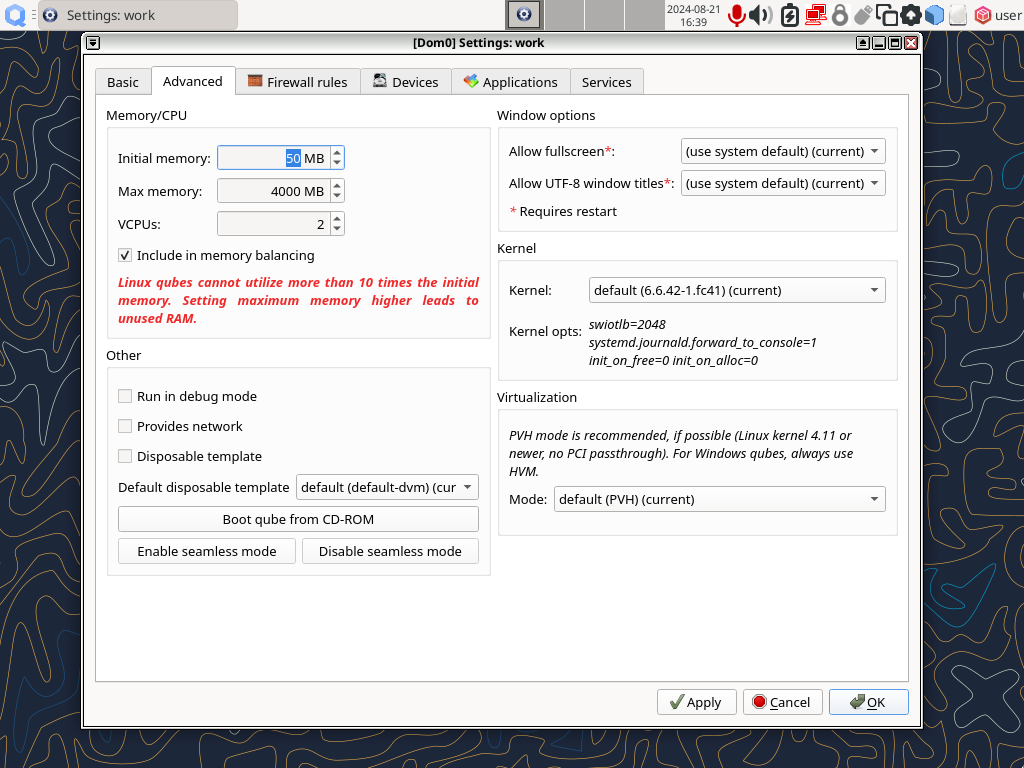 Settings: work
2024-08-21
16:39
user
[Dom0] Settings: work
Basic
Advanced
Firewall rules
Devices
Applications
Services
Memory/CPU
Initial memory: 50 MB
Max memory: 4000 MB
VCPUs: 2
Include in memory balancing
Linux qubes cannot utilize more than 10 times the initial
memory. Setting maximum memory higher leads to
unused RAM.
Other
Run in debug mode
Provides network
Disposable template
Default disposable template default (default-dvm) (cur
Boot qube from CD-ROM
Enable seamless mode
Disable seamless mode
Window options
Allow fullscreen*: (use system default) (current)
Allow UTF-8 window titles*: (use system default) (current)
* Requires restart
Kernel
Kernel: default (6.6.42-1.fc41) (current)
Kernel opts: swiotlb=2048
systemd.journald.forward_to_console=1
init_on_free=0 init_on_alloc=0
Virtualization
PVH mode is recommended, if possible (Linux kernel 4.11 or
newer, no PCI passthrough). For Windows qubes, always use
HVM.
Mode: default (PVH) (current)
Apply
Cancel
OK